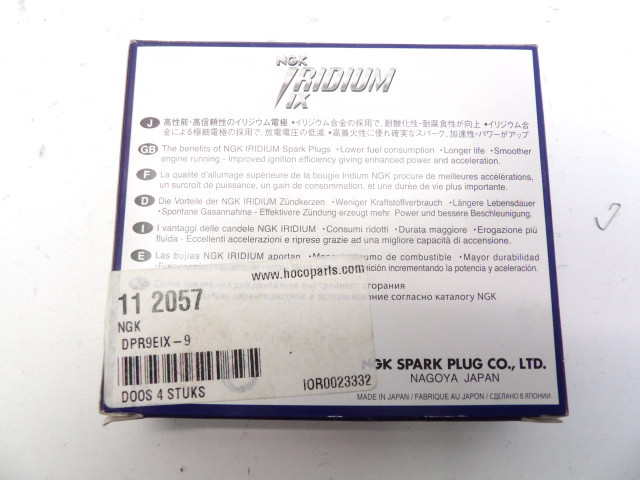 NGK
IRIDIUM
IX
J 高性能・高信頼性のイリジウム電極 •イリジウム合金の採用で、耐酸化性・耐腐食性が向上 •イリジウム合
金による極細電極の採用で、放電電圧の低減 •高着火性に優れ確実なスパーク、加速性・パワーがアップ
GB The benefits of NGK IRIDIUM Spark Plugs •Lower fuel consumption •Longer life •Smoother
engine running - Improved ignition efficiency giving enhanced power and acceleration.
F La qualite d'allumage supérieure de la bougie Iridium NGK procure de meilleures accélérations,
un surcroît de puissance, un gain de consommation, et une durée de vie plus importante.
D Die Vorteile der NGK IRIDIUM Zündkerzen •Weniger Kraftstoffverbrauch •Längere Lebensdauer
•Spontane Gasannahme - Effektivere Zündung erzeugt mehr Power und bessere Beschleunigung.
I I vantaggi delle candele NGK IRIDIUM •Consumi ridotti •Durata maggiore •Erogazione più
fluida - Eccellenti accelerazioni e riprese grazie ad una migliore capacità di accensione.
E Las bujías NGK IRIDIUM aportan •Menor consumo de combustible •Mayor durabilidad
incrementando la potencia y aceleración.
www.hocoparts.com
согласно каталогу NGK
11 2057
NGK
DPR9EIX-9
IOR0023332
DOOS 4 STUKS
NGK SPARK PLUG CO., LTD.
NAGOYA JAPAN
MADE IN JAPAN / FABRIQUE AU JAPON / СДЕЛАНО В ЯПОНИИ